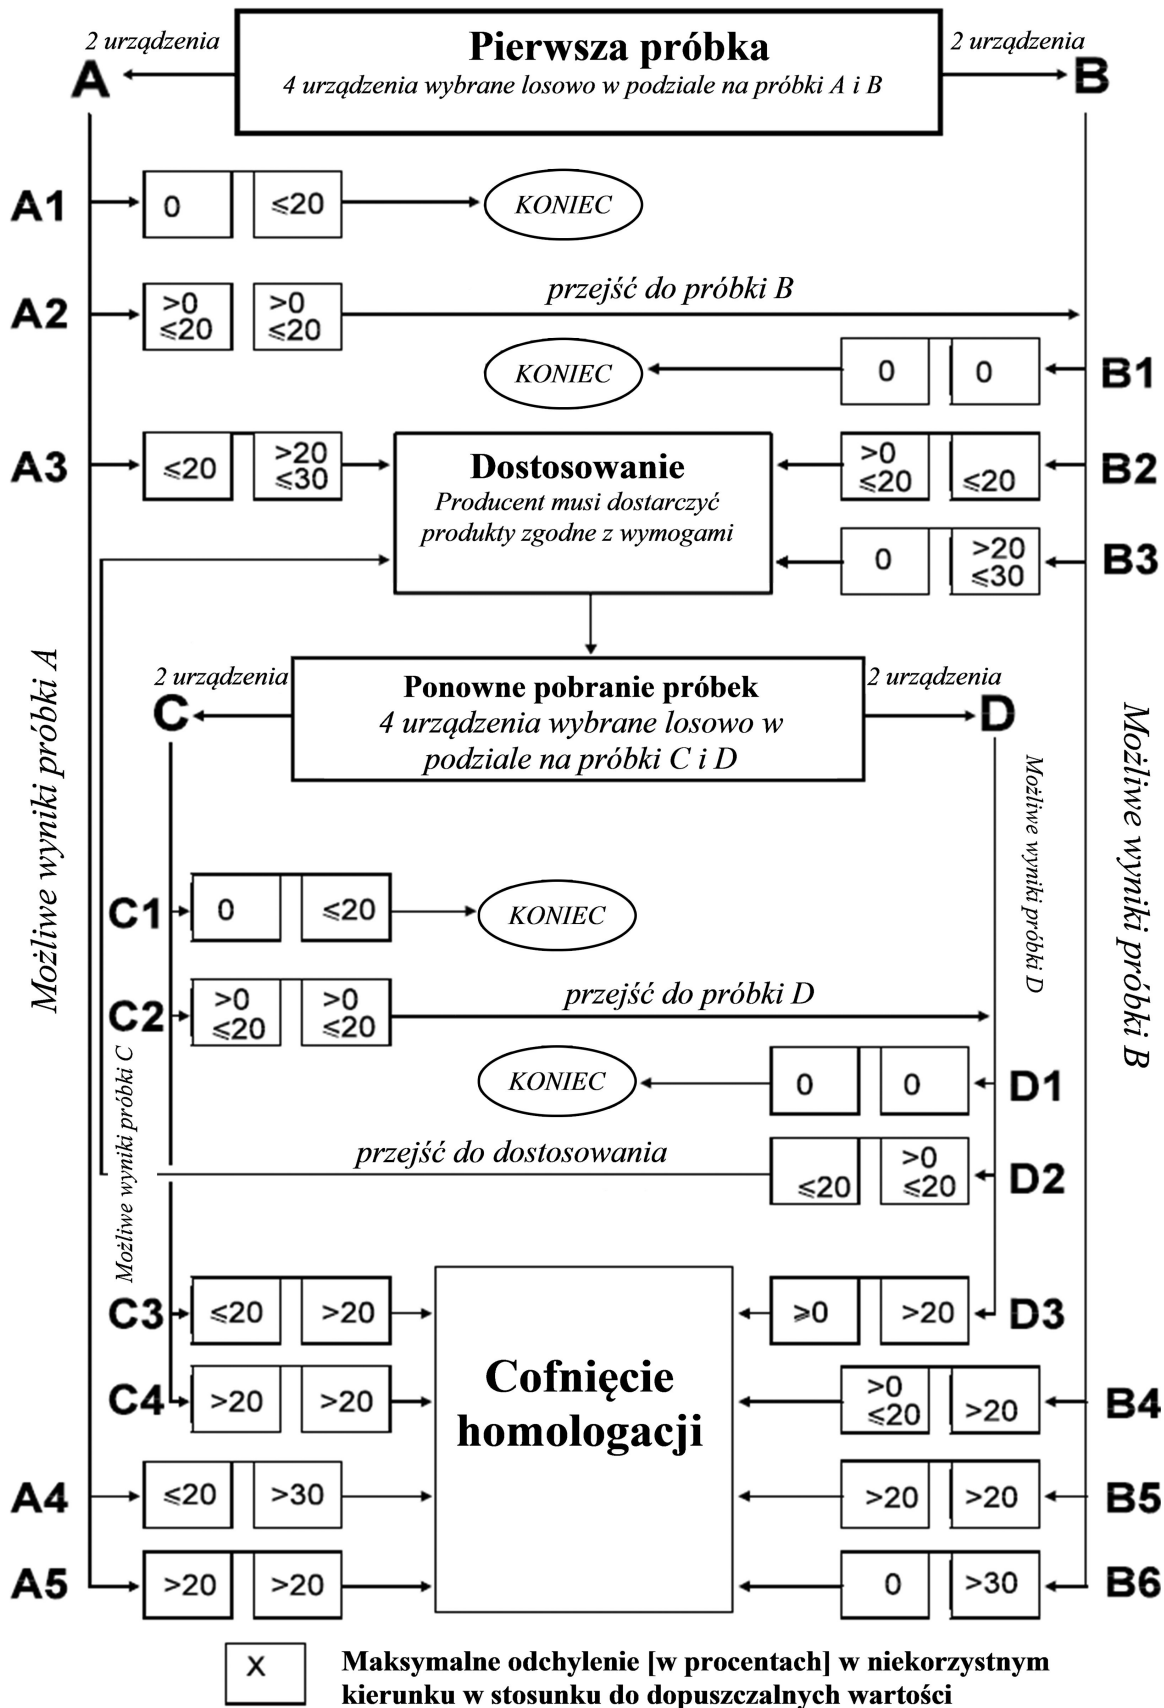 2 urządzenia
Pierwsza próbka
2 urządzenia
A
4 urządzenia wybrane losowo w podziale na próbki A i B
B
A1
0
≤20
KONIEC
A2
>0
≤20
>0
≤20
przejść do próbki B
KONIEC
0
0
B1
A3
≤20
>20
≤30
Dostosowanie
Producent musi dostarczyć
produkty zgodne z wymogami
>0
≤20
≤20
B2
0
>20
≤30
B3
Możliwe wyniki próbki A
2 urządzenia
C
Ponowne pobranie próbek
4 urządzenia wybrane losowo w
podziale na próbki C i D
2 urządzenia
D
Możliwe wyniki próbki D
Możliwe wyniki próbki B
C1
0
≤20
KONIEC
C2
>0
≤20
>0
≤20
przejść do próbki D
KONIEC
0
0
D1
Możliwe wyniki próbki C
przejść do dostosowania
≤20
>0
≤20
D2
C3
≤20
>20
Cofnięcie
homologacji
≥0
>20
D3
C4
>20
>20
>0
≤20
>20
B4
A4
≤20
>30
>20
>20
B5
A5
>20
>20
0
>30
B6
X
Maksymalne odchylenie [w procentach] w niekorzystnym
kierunku w stosunku do dopuszczalnych wartości